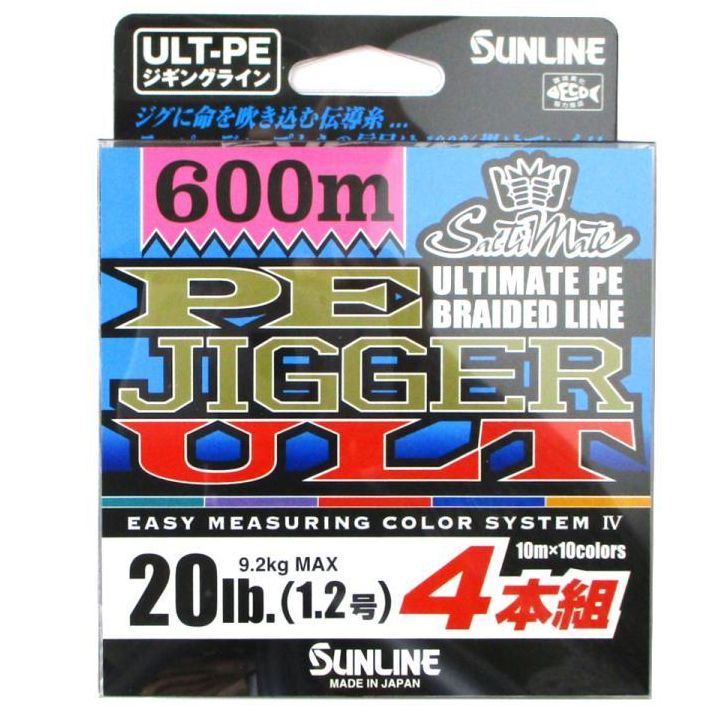 ULT-PE
ジギングライン
SUNLINE
ECO
ジグに命を吹き込む伝導糸...
600m
SaltiMate
PE
ULTIMATE PE
BRAIDED LINE
JIGGER
ULT
EASY MEASURING COLOR SYSTEM IV
9.2kg MAX
10m×10colors
20lb.(1.2号)
4本組
SUNLINE
MADE IN JAPAN